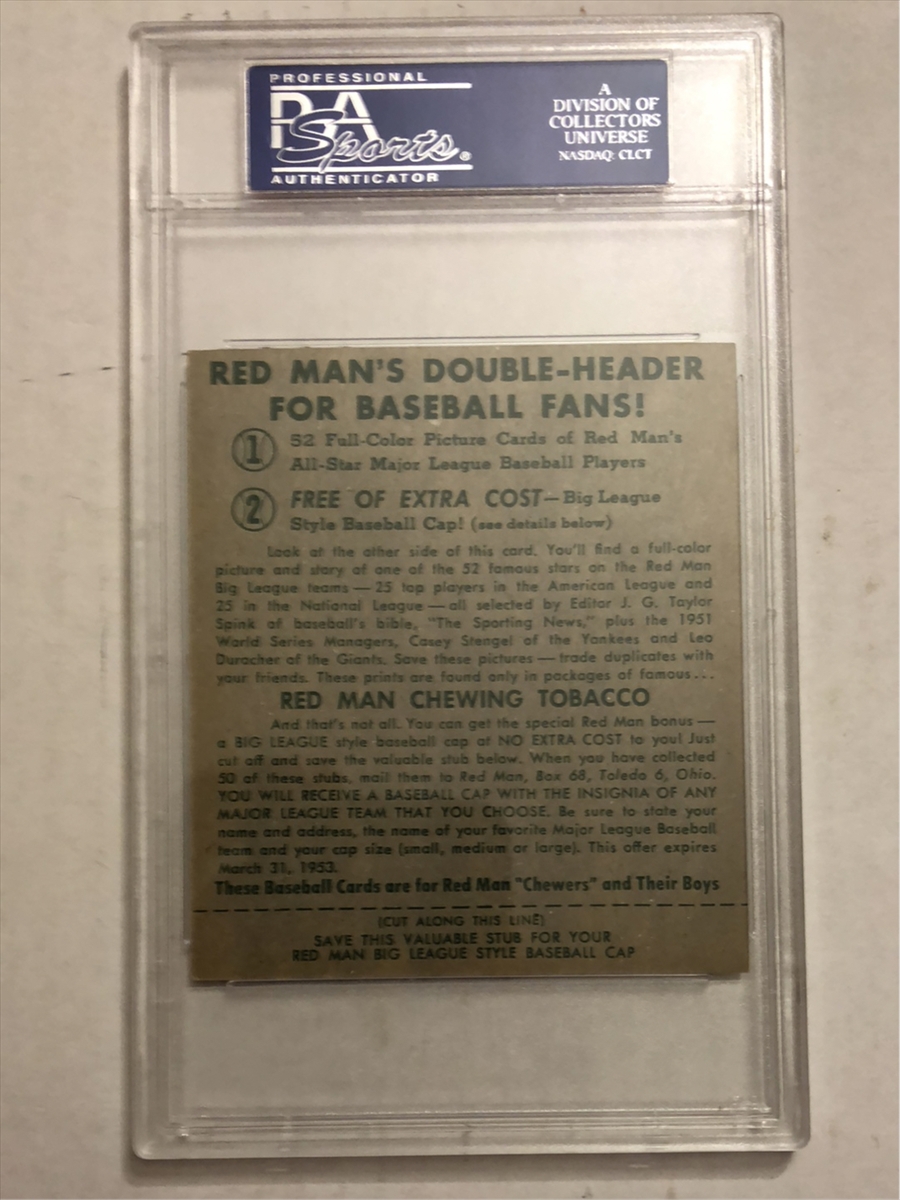 PROFESSIONAL
PSA
Sports®
AUTHENTICATOR
A
DIVISION OF
COLLECTORS
UNIVERSE
NASDAQ: CLCT
RED MAN'S DOUBLE-HEADER
FOR BASEBALL FANS!
1 52 Full-Color Picture Cards of Red Man's
All-Star Major League Baseball Players
2 FREE OF EXTRA COST—Big League
Style Baseball Cap! (see details below)
Look at the other side of this card. You'll find a full-color
picture and story of one of the 52 famous stars on the Red Man
Big League teams — 25 top players in the American League and
25 in the National League — all selected by Editor J. G. Taylor
Spink of baseball's bible, "The Sporting News," plus the 1951
World Series Managers, Casey Stengel of the Yankees and Leo
Duracher of the Giants. Save these pictures — trade duplicates with
your friends. These prints are found only in packages of famous...
RED MAN CHEWING TOBACCO
And that's not all. You can get the special Red Man bonus —
a BIG LEAGUE style baseball cap at NO EXTRA COST to you! Just
cut off and save the valuable stub below. When you have collected
50 of these stubs, mail them to Red Man, Box 68, Toledo 6, Ohio.
YOU WILL RECEIVE A BASEBALL CAP WITH THE INSIGNIA OF ANY
MAJOR LEAGUE TEAM THAT YOU CHOOSE. Be sure to state your
name and address, the name of your favorite Major League Baseball
team and your cap size (small, medium or large). This offer expires
March 31, 1953.
These Baseball Cards are for Red Man "Chewers" and Their Boys
(CUT ALONG THIS LINE)
SAVE THIS VALUABLE STUB FOR YOUR
RED MAN BIG LEAGUE STYLE BASEBALL CAP